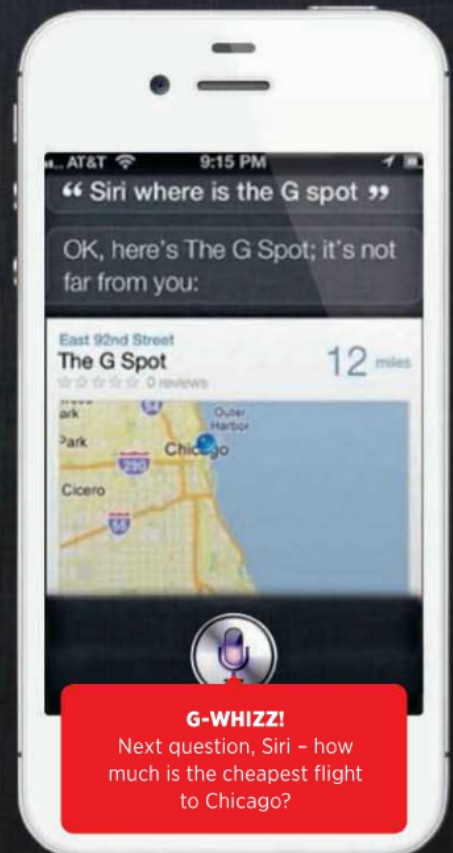 AT&T 9:15 PM
“ Siri where is the G spot ”
OK, here's The G Spot; it's not
far from you:
East 92nd Street
The G Spot 12 miles
0 reviews
Park
Outer
Harbor
Chicago
290
Cicero
G-WHIZZ!
Next question, Siri – how
much is the cheapest flight
to Chicago?